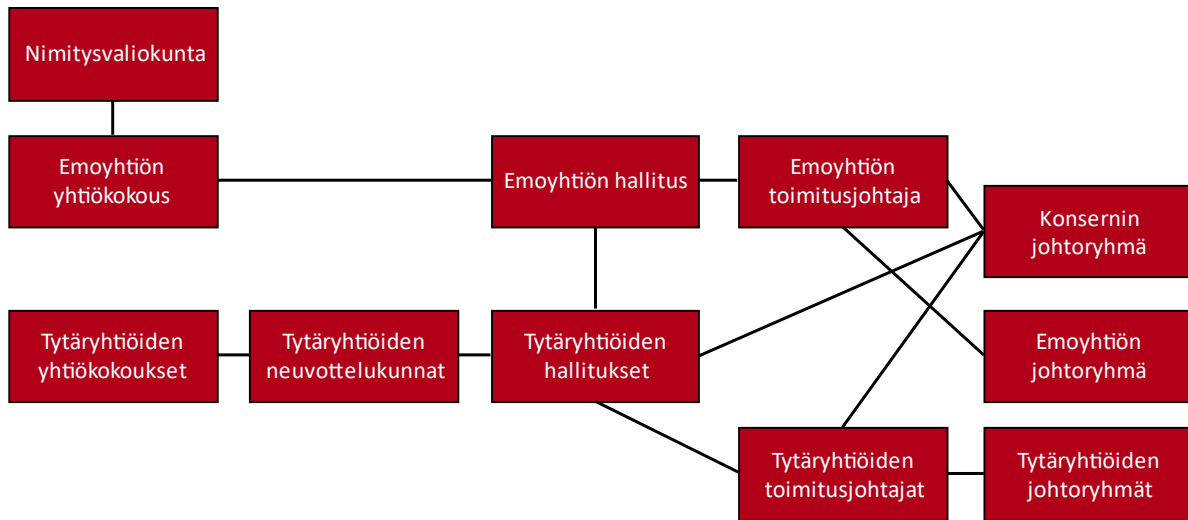 Nimitysvaliokunta
Emoyhtiön
yhtiökokous
Emoyhtiön hallitus
Emoyhtiön
toimitusjohtaja
Konsernin
johtoryhmä
Tytäryhtiöiden
yhtiökokoukset
Tytäryhtiöiden
neuvottelukunnat
Tytäryhtiöiden
hallitukset
Emoyhtiön
johtoryhmä
Tytäryhtiöiden
toimitusjohtajat
Tytäryhtiöiden
johtoryhmät